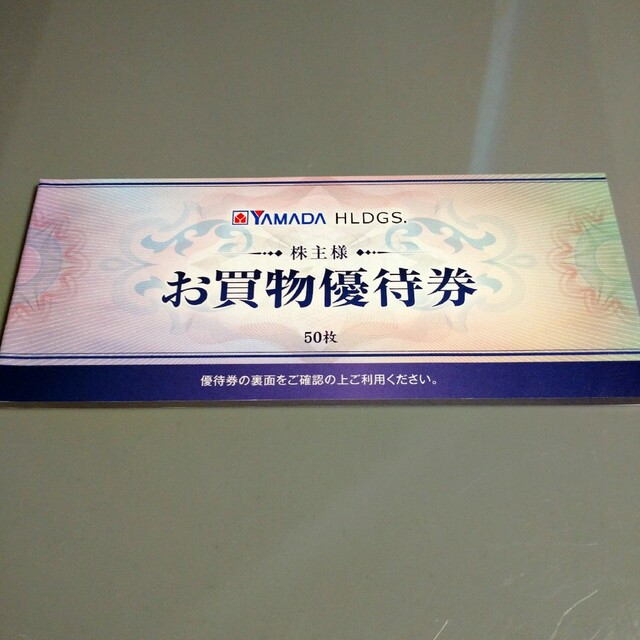 YAMADA HLDGS.
株主様
お買物優待券
50枚
優待券の裏面をご確認の上ご利用ください。